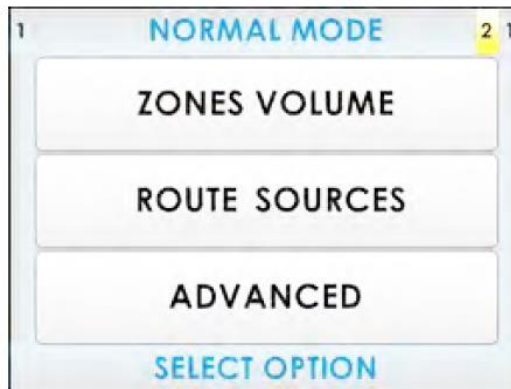 1 NORMAL MODE 2 1
ZONES VOLUME
ROUTE SOURCES
ADVANCED
SELECT OPTION